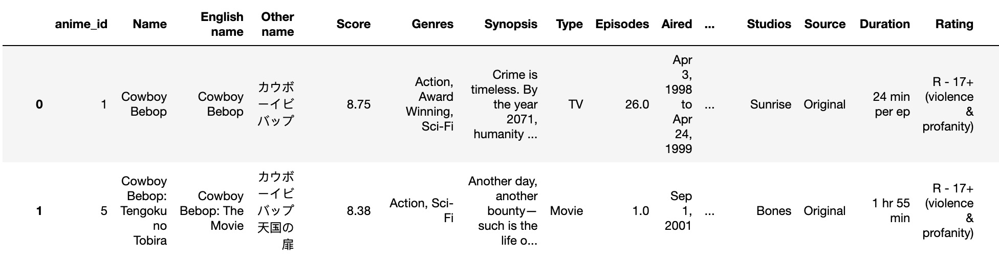 anime_id Name English name Other name Score Genres Synopsis Type Episodes Aired ... Studios Source Duration Rating
0 1 Cowboy Bebop Cowboy Bebop カウボーイビバップ 8.75 Action, Award Winning, Sci-Fi Crime is timeless. By the year 2071, humanity ... TV 26.0 Apr 3, 1998 to Apr 24, 1999 ... Sunrise Original 24 min per ep R - 17+ (violence & profanity)
1 5 Cowboy Bebop: Tengoku no Tobira Cowboy Bebop: The Movie カウボーイビバップ 天国の扉 8.38 Action, Sci-Fi Another day, another bounty—such is the life o... Movie 1.0 Sep 1, 2001 ... Bones Original 1 hr 55 min R - 17+ (violence & profanity)